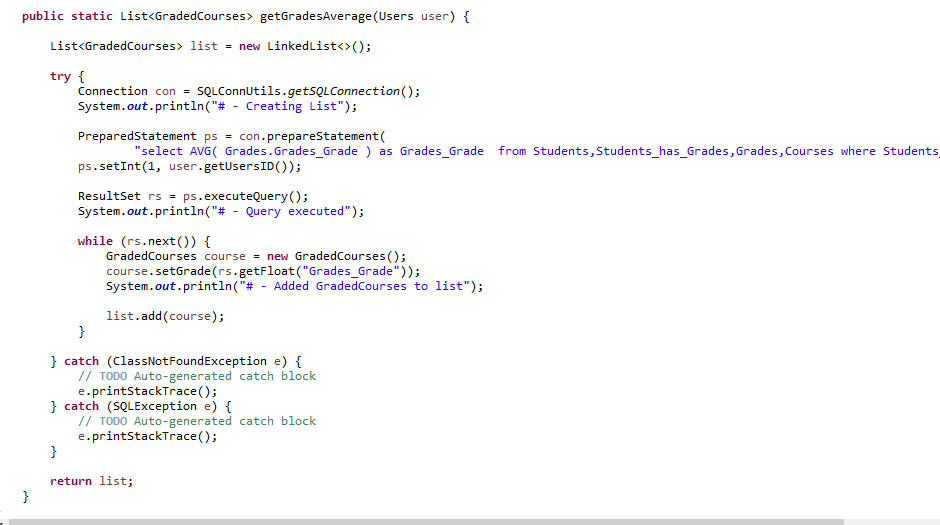 public static List<GradedCourses> getGradesAverage(Users user) {
List<GradedCourses> list = new LinkedList<>();
try {
Connection con = SQLConnUtils.getSQLConnection();
System.out.println("# - Creating List");
PreparedStatement ps = con.prepareStatement(
"select AVG( Grades.Grades_Grade ) as Grades_Grade  from Students,Students_has_Grades,Grades,Courses where Students_
ps.setInt(1, user.getUsersID());
ResultSet rs = ps.executeQuery();
System.out.println("# - Query executed");
while (rs.next()) {
GradedCourses course = new GradedCourses();
course.setGrade(rs.getFloat("Grades_Grade"));
System.out.println("# - Added GradedCourses to list");
list.add(course);
}
} catch (ClassNotFoundException e) {
// TODO Auto-generated catch block
e.printStackTrace();
} catch (SQLException e) {
// TODO Auto-generated catch block
e.printStackTrace();
}
return list;
}